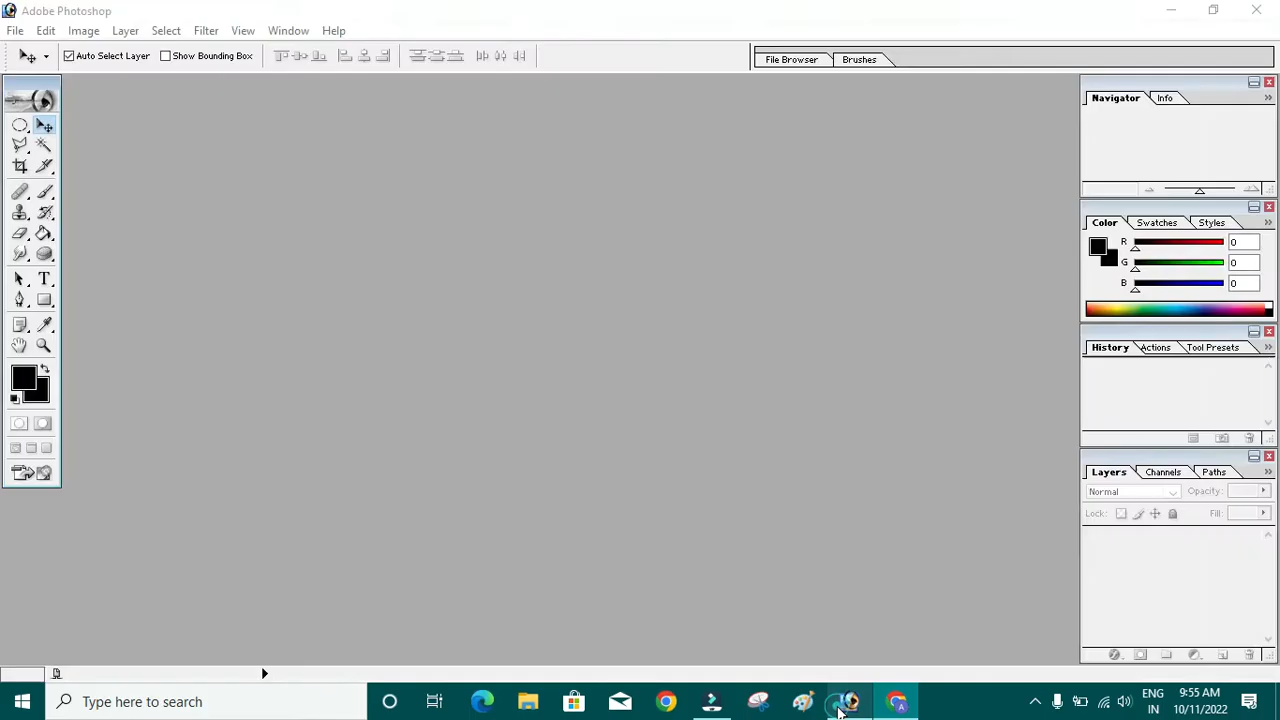 Adobe Photoshop
File Edit Image Layer Select Filter View Window Help
Auto Select Layer Show Bounding Box File Browser Brushes
Navigator Info
Color Swatches Styles
R 0
G 0
B 0
History Actions Tool Presets
Layers Channels Paths
Normal Opacity:
Lock: Fill:
Type here to search
ENG
IN
9:55 AM
10/11/2022